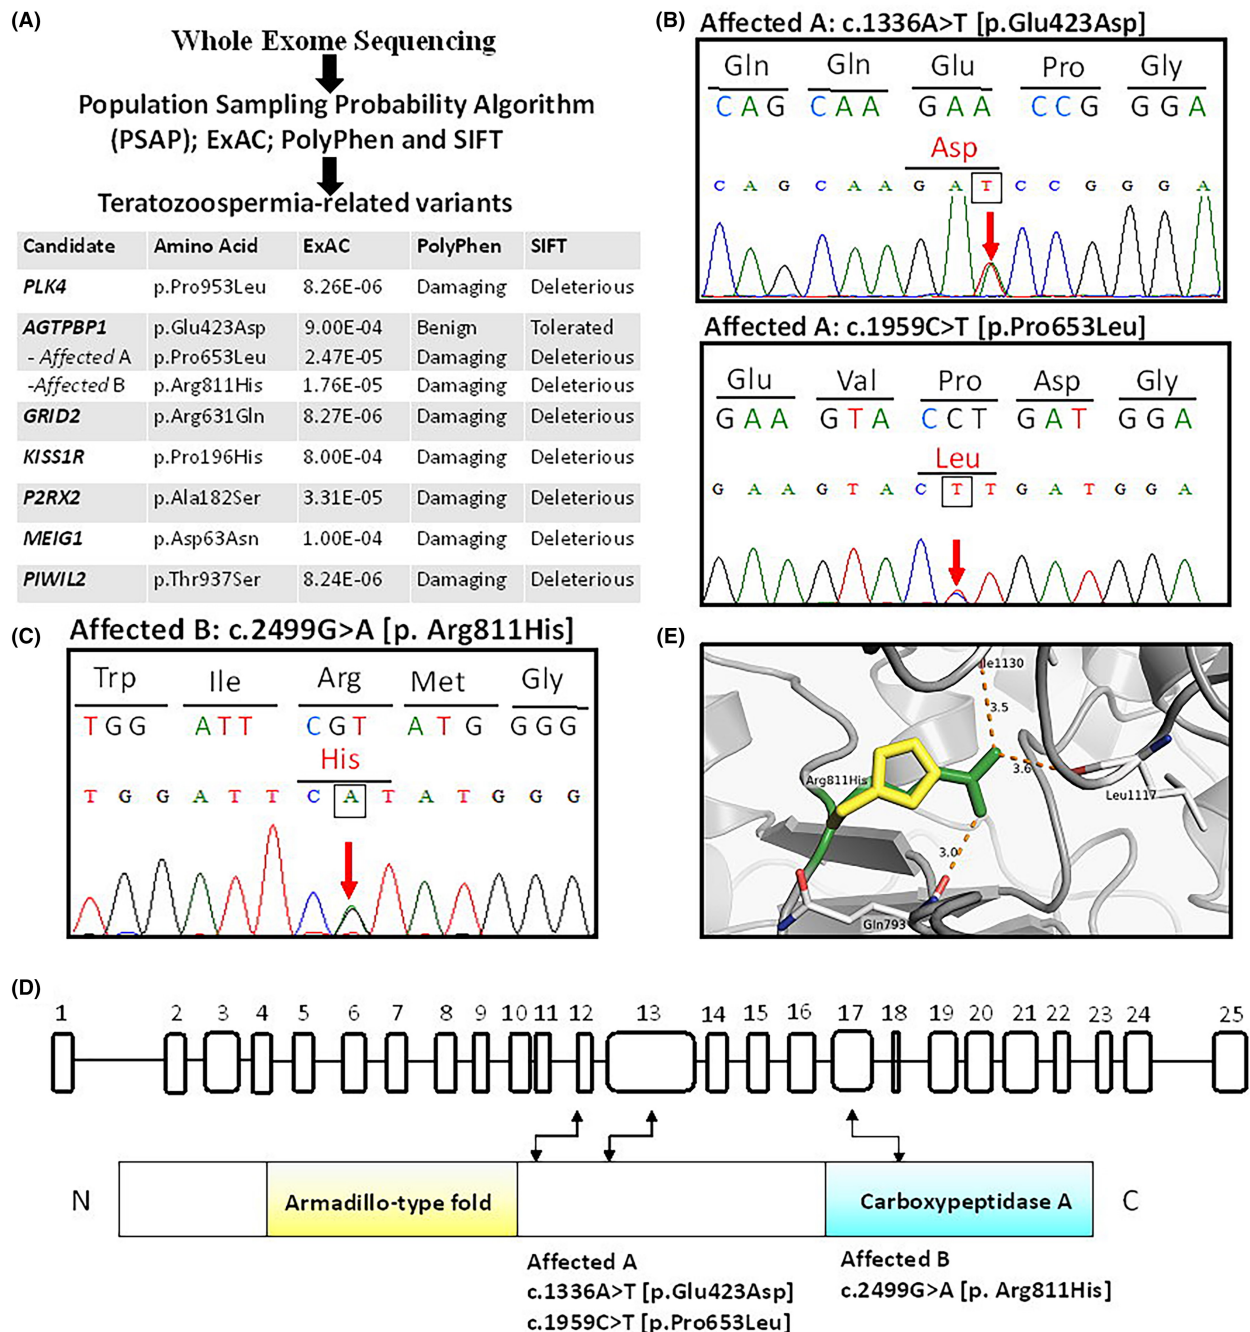 (A)
Whole Exome Sequencing
Population Sampling Probability Algorithm
(PSAP); ExAC; PolyPhen and SIFT
Teratozoospermia-related variants
Candidate Amino Acid ExAC PolyPhen SIFT
PLK4 p.Pro953Leu 8.26E-06 Damaging Deleterious
AGTPBP1 p.Glu423Asp 9.00E-04 Benign Tolerated
- Affected A p.Pro653Leu 2.47E-05 Damaging Deleterious
-Affected B p.Arg811His 1.76E-05 Damaging Deleterious
GRID2 p.Arg631Gln 8.27E-06 Damaging Deleterious
KISS1R p.Pro196His 8.00E-04 Damaging Deleterious
P2RX2 p.Ala182Ser 3.31E-05 Damaging Deleterious
MEIG1 p.Asp63Asn 1.00E-04 Damaging Deleterious
PIWIL2 p.Thr937Ser 8.24E-06 Damaging Deleterious
(B)
Affected A: c.1336A>T [p.Glu423Asp]
Gln Gln Glu Pro Gly
CAG CAA GAA CCG GGA
Asp
C A G C A A G A T C C G G G A
Affected A: c.1959C>T [p.Pro653Leu]
Glu Val Pro Asp Gly
GAA GTA CCT GAT GGA
Leu
G A A G T A C T T G A T G G A
(C)
Affected B: c.2499G>A [p. Arg811His]
Trp Ile Arg Met Gly
TGG ATT CGT ATG GGG
His
T G G A T T C A T A T G G G
(E)
Ile1130
3.5
3.6
Arg811His
Leu1117
3.0
Gln793
(D)
1 2 3 4 6 5 7 8 9 10 11 12 13 14 15 16 17 18 19 20 21 22 23 24 25
N
Armadillo-type fold
Carboxypeptidase A
C
Affected A
c.1336A>T [p.Glu423Asp]
c.1959C>T [p.Pro653Leu]
Affected B
c.2499G>A [p. Arg811His]